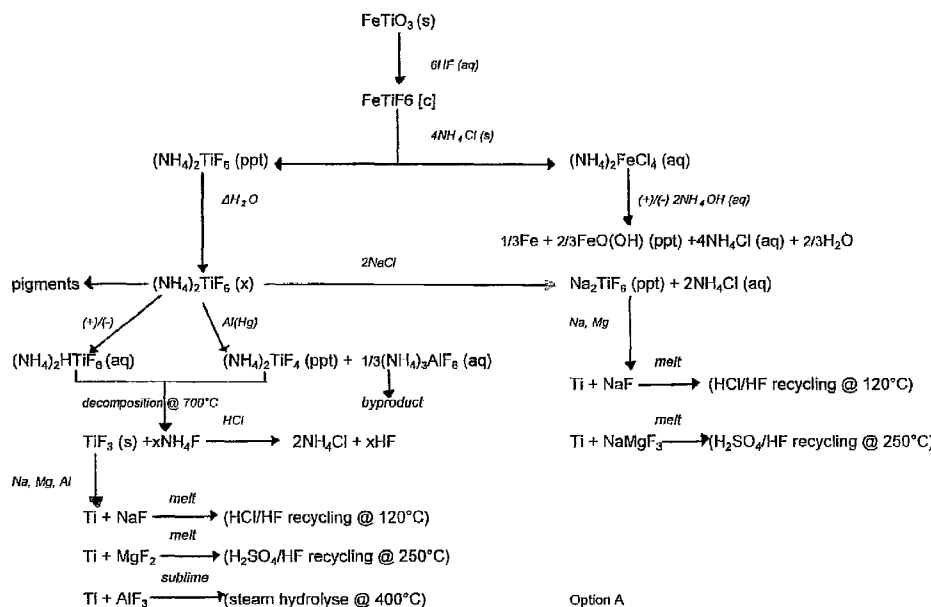 FeTiO₃ (s)
6HF (aq)
FeTiF6 [c]
4NH₄Cl (s)
(NH₄)₂TiF₆ (ppt)
(NH₄)₂FeCl₄ (aq)
ΔH₂O
(+)/(-) 2NH₄OH (aq)
1/3Fe + 2/3FeO(OH) (ppt) +4NH₄Cl (aq) + 2/3H₂O
2NaCl
pigments
(NH₄)₂TiF₆ (x)
Na₂TiF₆ (ppt) + 2NH₄Cl (aq)
(+)/(-)
Al(Hg)
Na, Mg
(NH₄)₂HTiF₆ (aq)
(NH₄)₂TiF₄ (ppt) + 1/3(NH₄)₃AlF₆ (aq)
melt
Ti + NaF
(HCl/HF recycling @ 120°C)
decomposition @ 700°C
byproduct
HCl
TiF₃ (s) +xNH₄F
2NH₄Cl + xHF
melt
Ti + NaMgF₃
(H₂SO₄/HF recycling @ 250°C)
Na, Mg, Al
melt
Ti + NaF
(HCl/HF recycling @ 120°C)
melt
Ti + MgF₂
(H₂SO₄/HF recycling @ 250°C)
sublime
Ti + AlF₃
(steam hydrolyse @ 400°C)
Option A